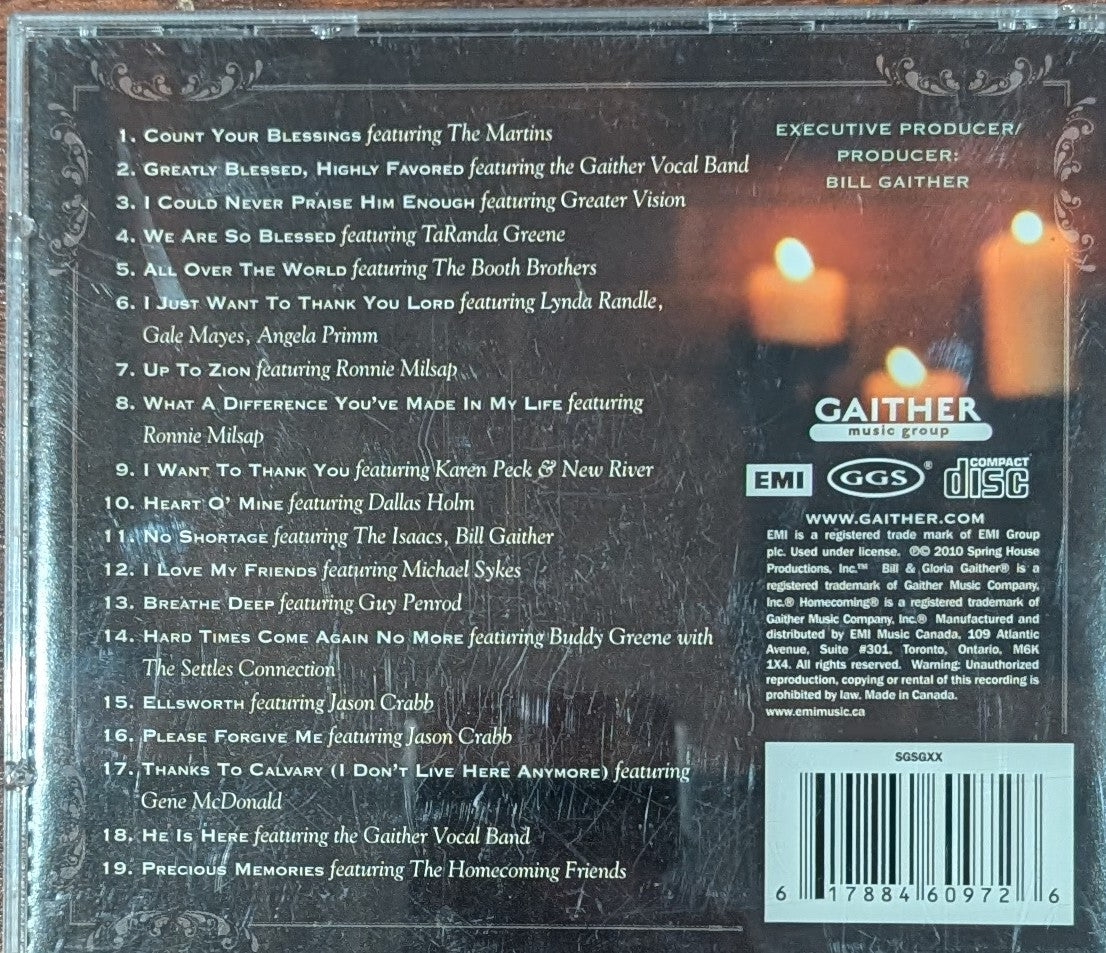 1. Count Your Blessings featuring The Martins
2. Greatly Blessed, Highly Favored featuring the Gaither Vocal Band
3. I Could Never Praise Him Enough featuring Greater Vision
4. We Are So Blessed featuring TaRanda Greene
5. All Over The World featuring The Booth Brothers
6. I Just Want To Thank You Lord featuring Lynda Randle,
Gale Mayes, Angela Primm
7. Up To Zion featuring Ronnie Milsap
8. What A Difference You've Made In My Life featuring
Ronnie Milsap
9. I Want To Thank You featuring Karen Peck & New River
10. Heart O' Mine featuring Dallas Holm
11. No Shortage featuring The Isaacs, Bill Gaither
12. I Love My Friends featuring Michael Sykes
13. Breathe Deep featuring Guy Penrod
14. Hard Times Come Again No More featuring Buddy Greene with
The Settles Connection
15. Ellsworth featuring Jason Crabb
16. Please Forgive Me featuring Jason Crabb
17. Thanks To Calvary (I Don't Live Here Anymore) featuring
Gene McDonald
18. He Is Here featuring the Gaither Vocal Band
19. Precious Memories featuring The Homecoming Friends
EXECUTIVE PRODUCER/
PRODUCER:
BILL GAITHER
GAITHER
music group
EMI GGS® COMPACT disc
WWW.GAITHER.COM
EMI is a registered trade mark of EMI Group
plc. Used under license. ℗© 2010 Spring House
Productions, Inc.™ Bill & Gloria Gaither® is a
registered trademark of Gaither Music Company,
Inc.® Homecoming® is a registered trademark of
Gaither Music Company, Inc.® Manufactured and
distributed by EMI Music Canada, 109 Atlantic
Avenue, Suite #301, Toronto, Ontario, M6K
1X4. All rights reserved. Warning: Unauthorized
reproduction, copying or rental of this recording is
prohibited by law. Made in Canada.
www.emimusic.ca
SGSGXX
6 17884 60972 6